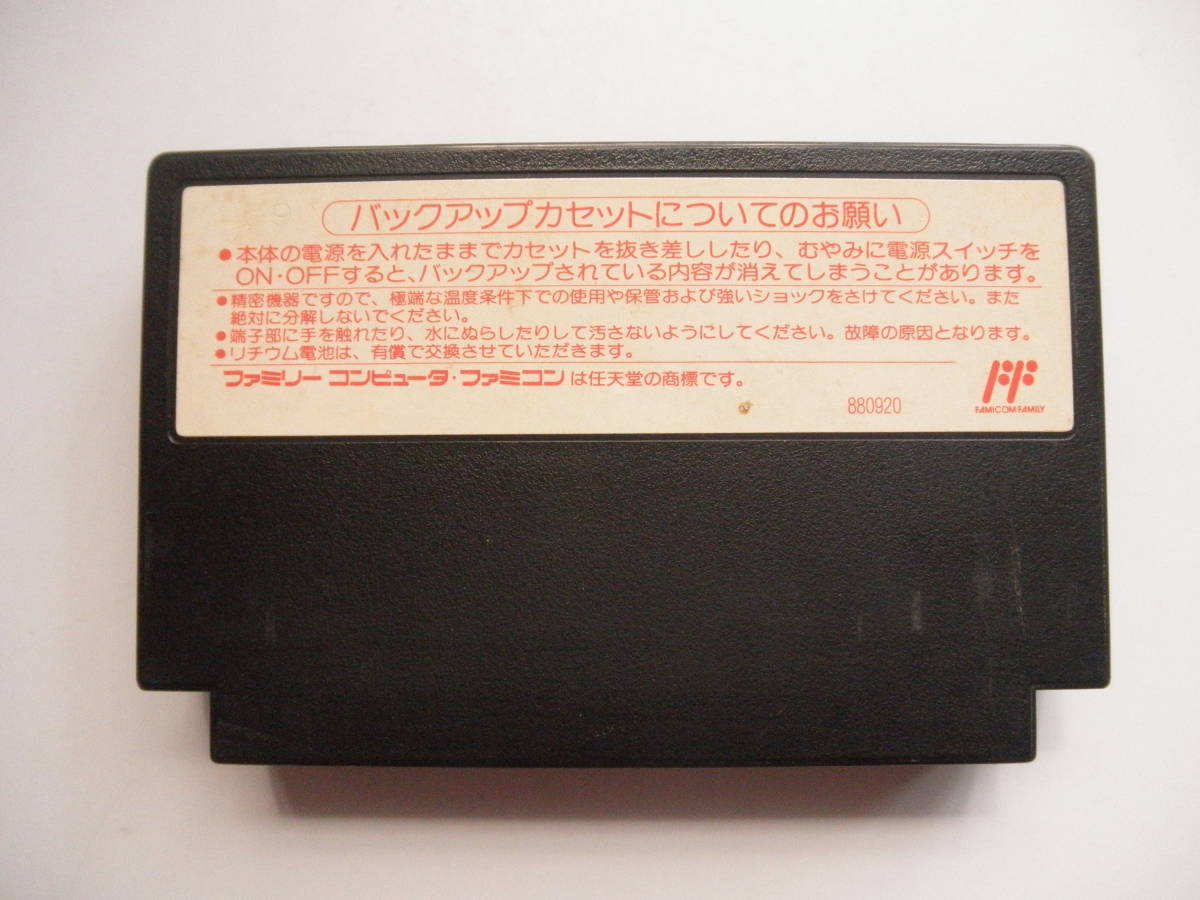 バックアップカセットについてのお願い
●本体の電源を入れたままでカセットを抜き差ししたり、むやみに電源スイッチを
ON・OFFすると、バックアップされている内容が消えてしまうことがあります。
●精密機器ですので、極端な温度条件下での使用や保管および強いショックをさけてください。また
絶対に分解しないでください。
●端子部に手を触れたり、水にぬらしたりして汚さないようにしてください。故障の原因となります。
●リチウム電池は、有償で交換させていただきます。
ファミリー コンピュータ・ファミコン は任天堂の商標です。
880920
FAMICOM FAMILY